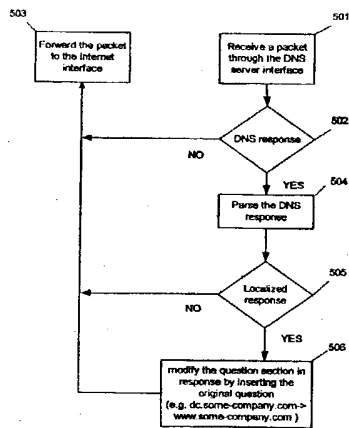 503
Forward the packet
to the Internet
interface
501
Receive a packet
through the DNS
server interface
502
DNS response
NO
YES
504
Parse the DNS
response
505
Localized
response
NO
YES
506
modify the question section in
response by inserting the
original question
(e.g. dc.some-company.com->
www.some-company.com )